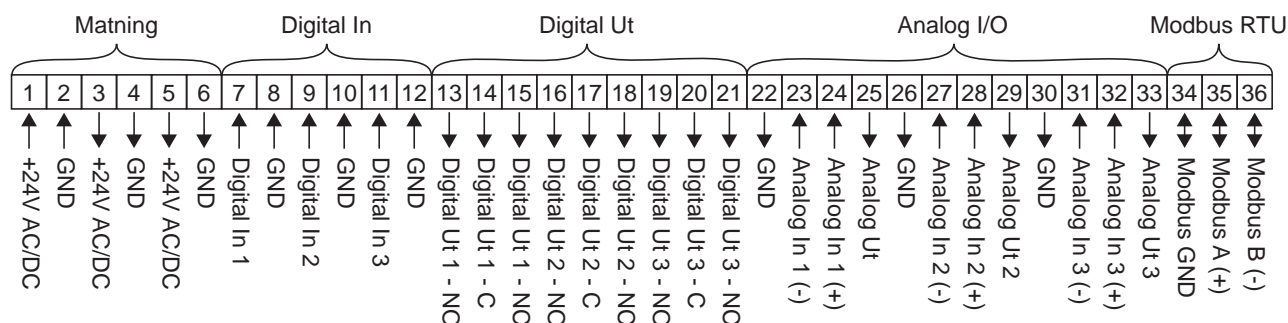 Matning
Digital In
Digital Ut
Analog I/O
Modbus RTU
1 2 3 4 5 6 7 8 9 10 11 12 13 14 15 16 17 18 19 20 21 22 23 24 25 26 27 28 29 30 31 32 33 34 35 36
+24V AC/DC
GND
+24V AC/DC
GND
+24V AC/DC
GND
Digital In 1
GND
Digital In 2
GND
Digital In 3
GND
Digital Ut 1 - NC
Digital Ut 1 - C
Digital Ut 1 - NC
Digital Ut 2 - NC
Digital Ut 2 - C
Digital Ut 2 - NC
Digital Ut 3 - NC
Digital Ut 3 - C
Digital Ut 3 - NC
GND
Analog In 1 (-)
Analog In 1 (+)
Analog Ut
GND
Analog In 2 (-)
Analog In 2 (+)
Analog Ut 2
GND
Analog In 3 (-)
Analog In 3 (+)
Analog Ut 3
Modbus GND
Modbus A (+)
Modbus B (-)